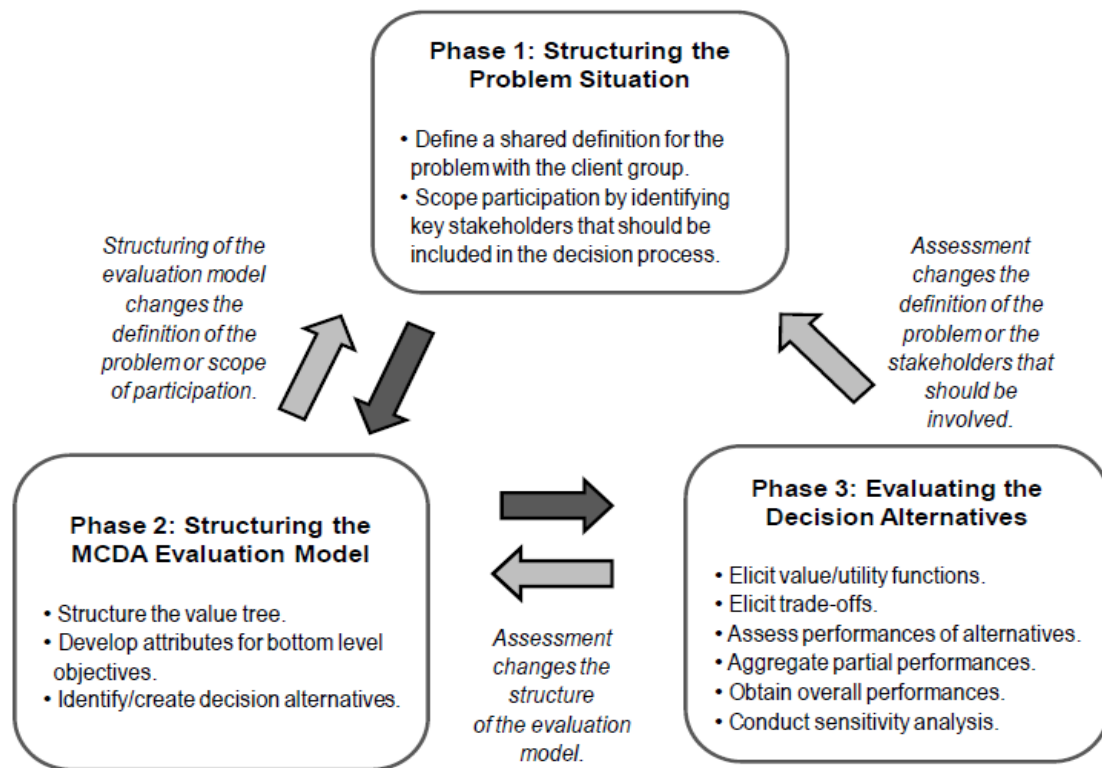 Phase 1: Structuring the
Problem Situation
• Define a shared definition for the
problem with the client group.
• Scope participation by identifying
key stakeholders that should be
included in the decision process.
Structuring of the
evaluation model
changes the
definition of the
problem or scope
of participation.
Assessment
changes the
definition of the
problem or the
stakeholders that
should be
involved.
Phase 2: Structuring the
MCDA Evaluation Model
• Structure the value tree.
• Develop attributes for bottom level
objectives.
• Identify/create decision alternatives.
Assessment
changes the
structure
of the evaluation
model.
Phase 3: Evaluating the
Decision Alternatives
• Elicit value/utility functions.
• Elicit trade-offs.
• Assess performances of alternatives.
• Aggregate partial performances.
• Obtain overall performances.
• Conduct sensitivity analysis.